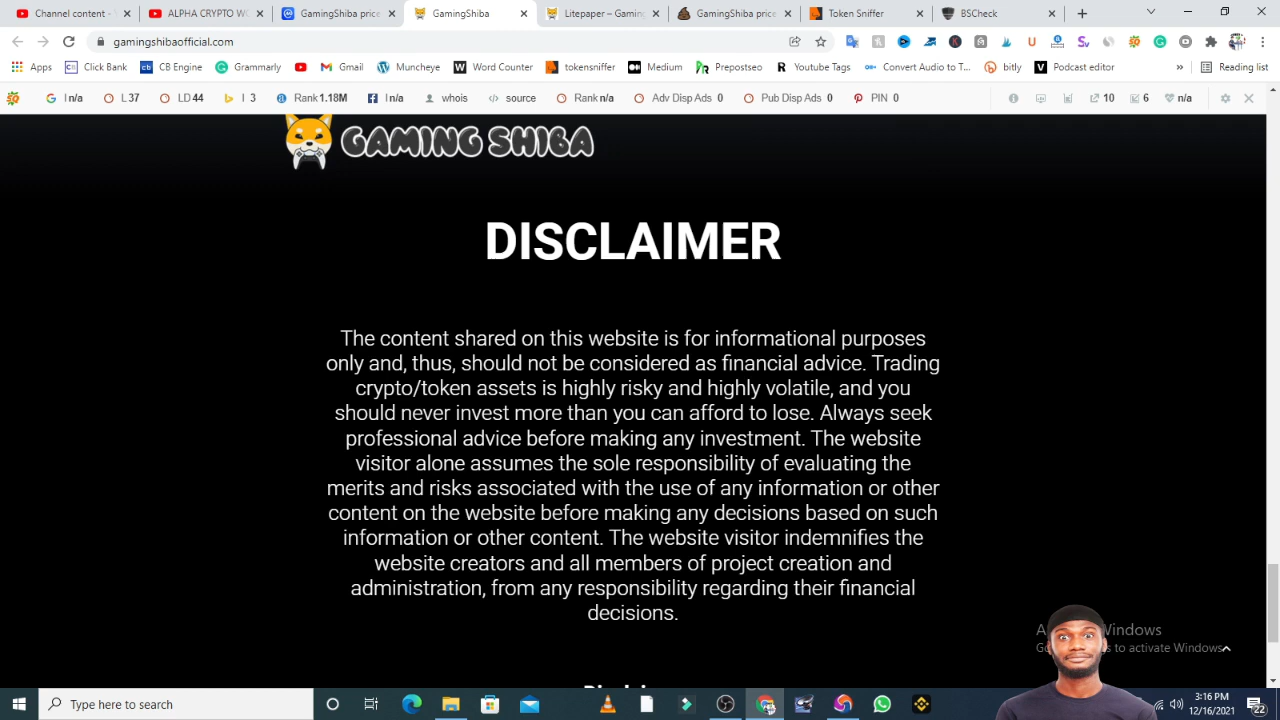 Channel content - Y
ALPHA CRYPTO WO
GamingShiba price
GamingShiba
Litepaper – Gaming
GamingShiba price
Token Sniffer
BSCheck
gamingshibaofficial.com
Apps
Click Bank
CB Engine
Grammarly
Gmail
Muncheye
Word Counter
tokensniffer
Medium
Prepostseo
Youtube Tags
Convert Audio to T...
bitly
Podcast editor
»
Reading list
I n/a
L 37
LD 44
I 3
Rank 1.18M
I n/a
whois
source
Rank n/a
Adv Disp Ads 0
Pub Disp Ads 0
PIN 0
10
6
n/a
GAMING SHIBA
DISCLAIMER
The content shared on this website is for informational purposes
only and, thus, should not be considered as financial advice. Trading
crypto/token assets is highly risky and highly volatile, and you
should never invest more than you can afford to lose. Always seek
professional advice before making any investment. The website
visitor alone assumes the sole responsibility of evaluating the
merits and risks associated with the use of any information or other
content on the website before making any decisions based on such
information or other content. The website visitor indemnifies the
website creators and all members of project creation and
administration, from any responsibility regarding their financial
decisions.
Windows
to activate Windows
Type here to search
3:16 PM
12/16/2021
22